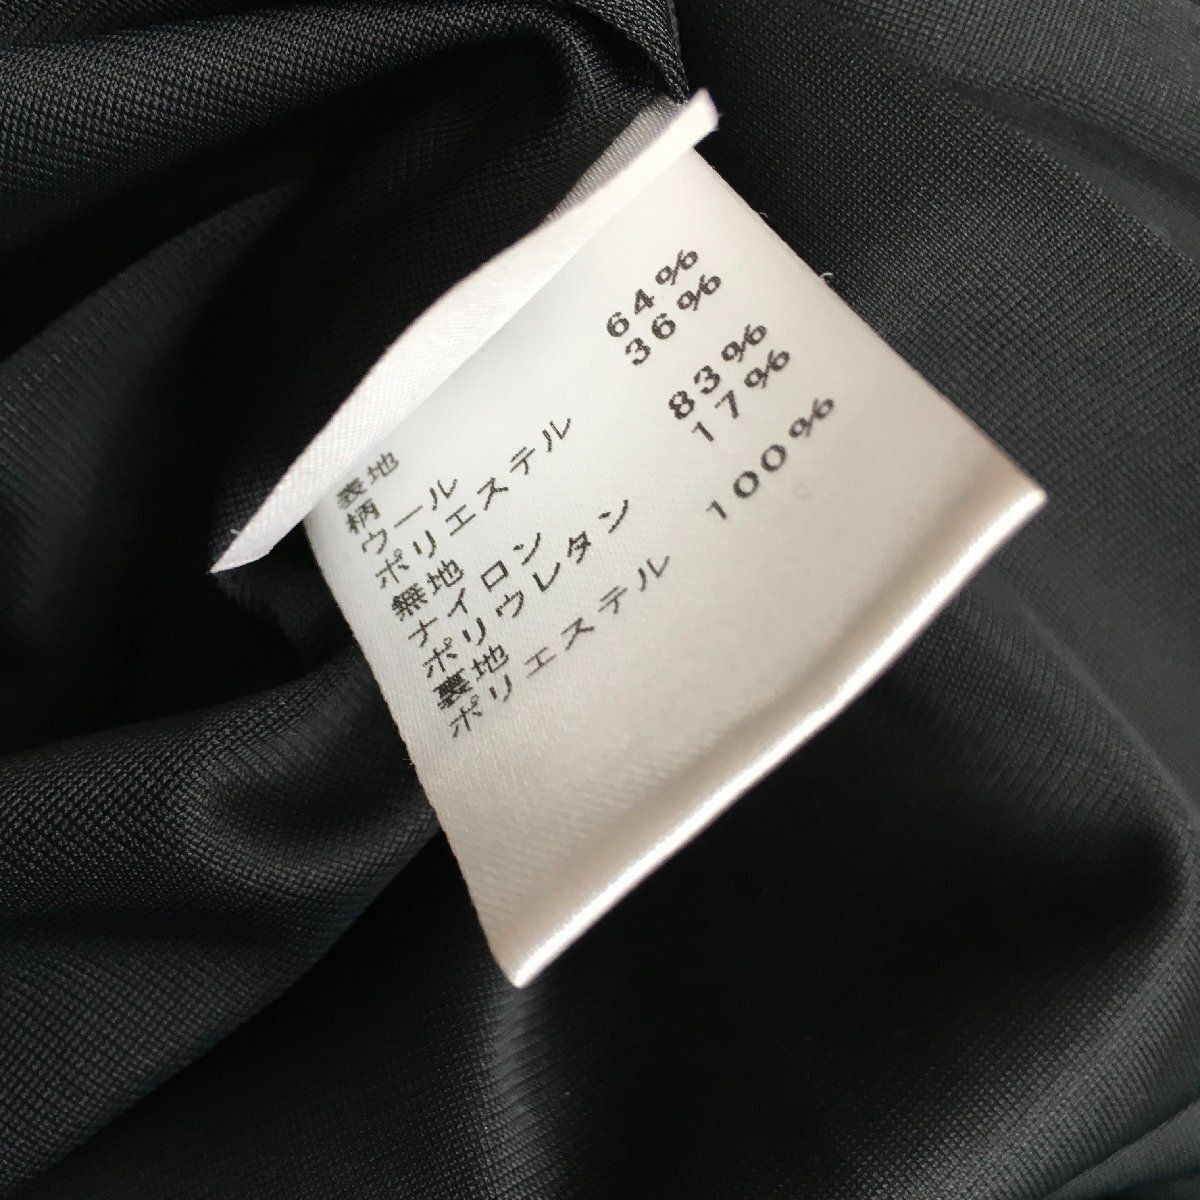 表地
柄
ウール 64%
ポリエステル 36%
無地
ナイロン 83%
ポリウレタン 17%
裏地
ポリエステル 100%